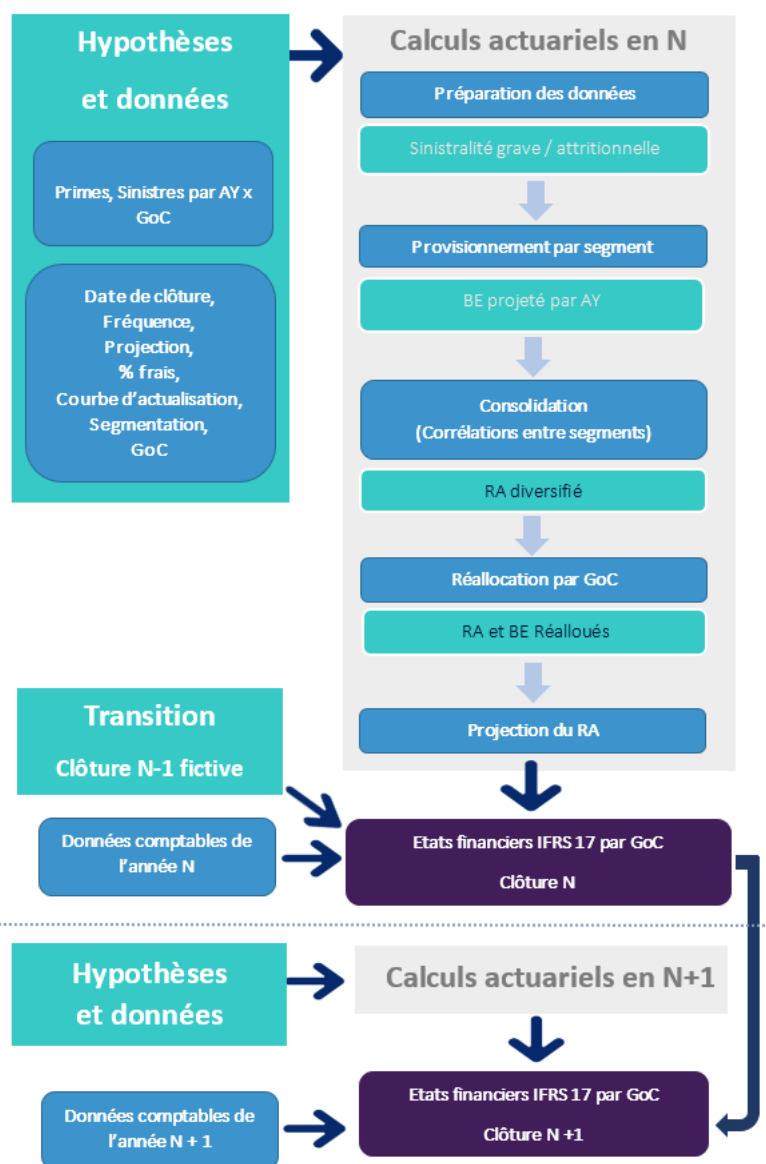 Hypothèses
et données
Primes, Sinistres par AY x
GoC
Date de clôture,
Fréquence,
Projection,
% frais,
Courbe d'actualisation,
Segmentation,
GoC
Calculs actuariels en N
Préparation des données
Sinistralité grave / attritionnelle
Provisionnement par segment
BE projeté par AY
Consolidation
(Corrélations entre segments)
RA diversifié
Réallocation par GoC
RA et BE Réalloués
Projection du RA
Transition
Clôture N-1 fictive
Données comptables de
l'année N
Etats financiers IFRS 17 par GoC
Clôture N
Hypothèses
et données
Calculs actuariels en N+1
Données comptables de
l'année N + 1
Etats financiers IFRS 17 par GoC
Clôture N +1